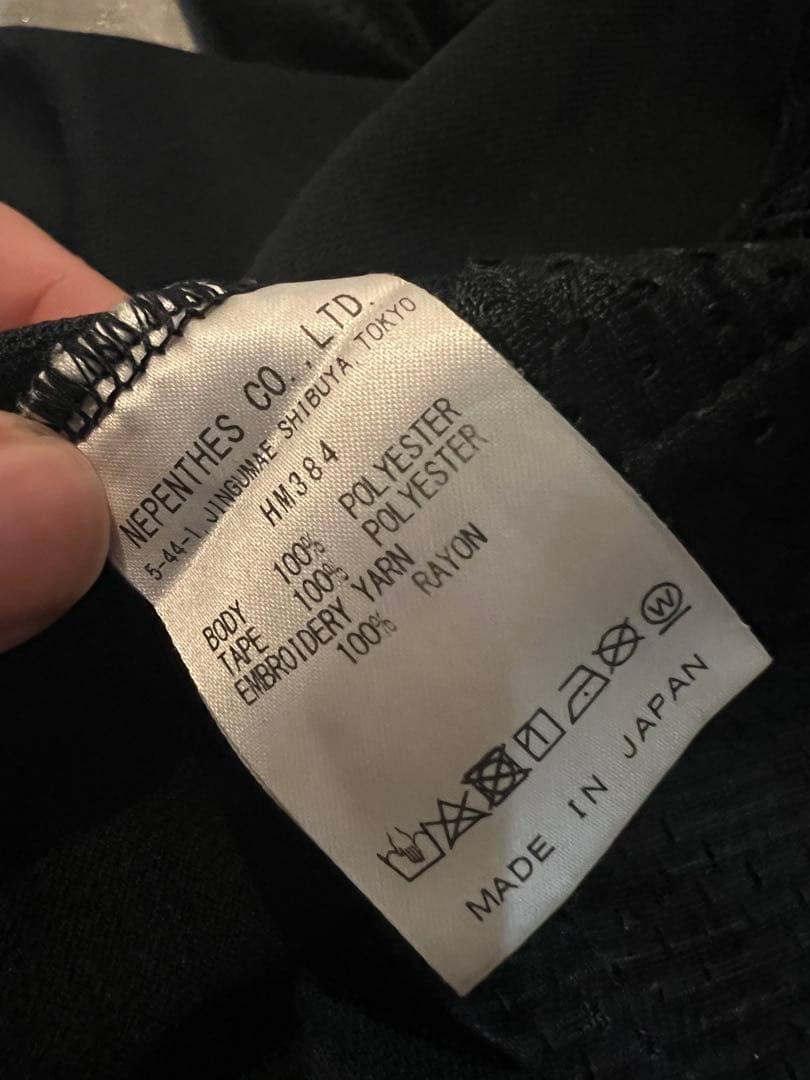 NEPENTHES CO.,LTD.
5-44-1 JINGUMAE SHIBUYA TOKYO
HM384
BODY 100% POLYESTER
TAPE 100% POLYESTER
EMBROIDERY YARN
100% RAYON
W
MADE IN JAPAN